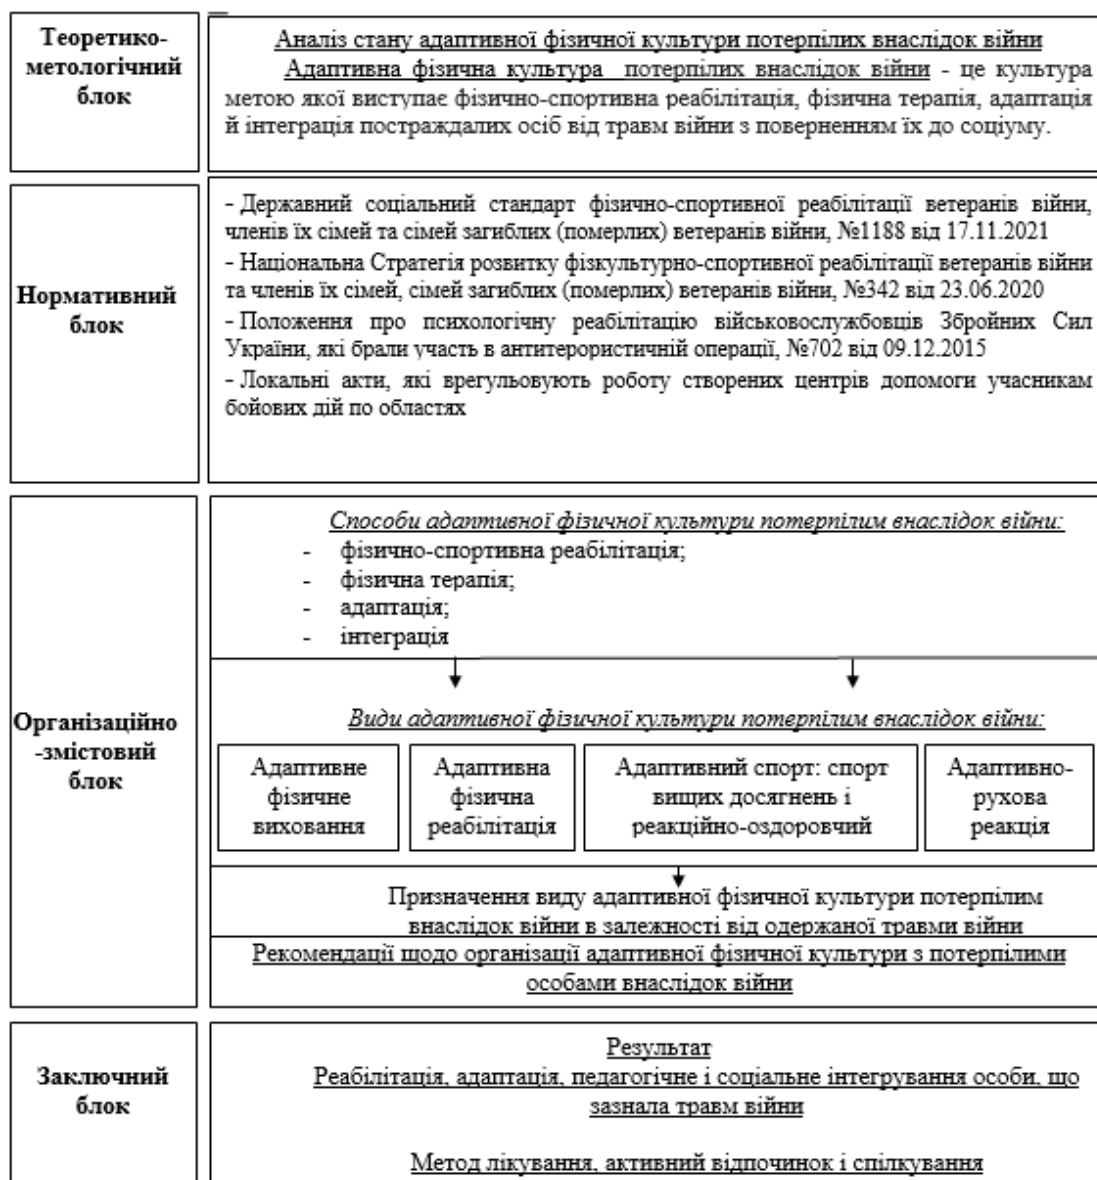 Теоретико-
метологічний
блок
Аналіз стану адаптивної фізичної культури потерпілих внаслідок війни
Адаптивна фізична культура потерпілих внаслідок війни - це культура
метою якої виступає фізично-спортивна реабілітація, фізична терапія, адаптація
й інтеграція постраждалих осіб від травм війни з поверненням їх до соціуму.
Нормативний
блок
- Державний соціальний стандарт фізично-спортивної реабілітації ветеранів війни,
членів їх сімей та сімей загиблих (померлих) ветеранів війни, №1188 від 17.11.2021
- Національна Стратегія розвитку фізкультурно-спортивної реабілітації ветеранів війни
та членів їх сімей, сімей загиблих (померлих) ветеранів війни, №342 від 23.06.2020
- Положення про психологічну реабілітацію військовослужбовців Збройних Сил
України, які брали участь в антитерористичній операції, №702 від 09.12.2015
- Локальні акти, які врегульовують роботу створених центрів допомоги учасникам
бойових дій по областях
Організаційно
-змістовий
блок
Способи адаптивної фізичної культури потерпілим внаслідок війни:
- фізично-спортивна реабілітація;
- фізична терапія;
- адаптація;
- інтеграція
Види адаптивної фізичної культури потерпілим внаслідок війни:
Адаптивне
фізичне
виховання
Адаптивна
фізична
реабілітація
Адаптивний спорт: спорт
вищих досягнень і
реакційно-оздоровчий
Адаптивно-
рухова
реакція
Призначення виду адаптивної фізичної культури потерпілим
внаслідок війни в залежності від одержаної травми війни
Рекомендації щодо організації адаптивної фізичної культури з потерпілими
особами внаслідок війни
Заключний
блок
Результат
Реабілітація, адаптація, педагогічне і соціальне інтегрування особи, що
зазнала травм війни
Метод лікування, активний відпочинок і спілкування